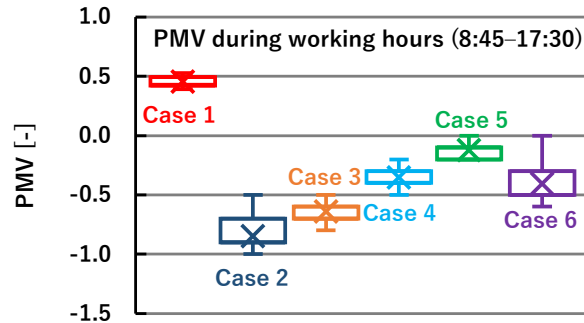 1.0
PMV during working hours (8:45–17:30)
0.5
Case 1
Case 5
0.0
PMV [-]
Case 3
-0.5
Case 4
Case 6
-1.0
Case 2
-1.5